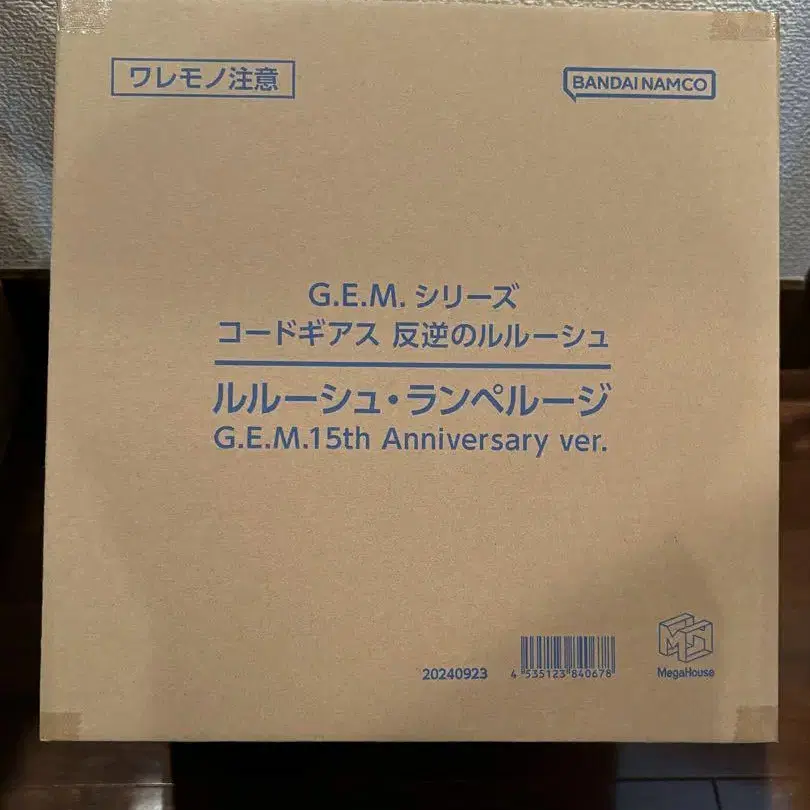 ワレモノ注意
BANDAI NAMCO
G.E.M. シリーズ
コードギアス 反逆のルルーシュ
ルルーシュ・ランペルージ
G.E.M.15th Anniversary ver.
20240923
4 535123 840678
MegaHouse